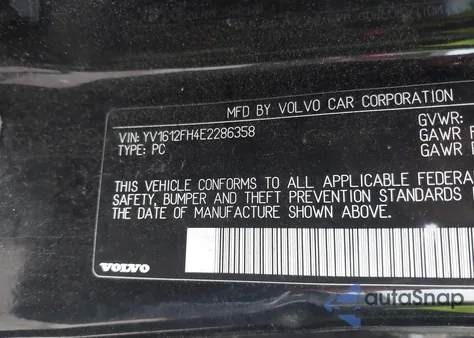 MFD BY VOLVO CAR CORPORATION
VIN: YV1612FH4E2286358
TYPE: PC
GVWR:
GAWR F
GAWR
THIS VEHICLE CONFORMS TO ALL APPLICABLE FEDERA
SAFETY, BUMPER AND THEFT PREVENTION STANDARDS
THE DATE OF MANUFACTURE SHOWN ABOVE.
VOLVO
autoSnap